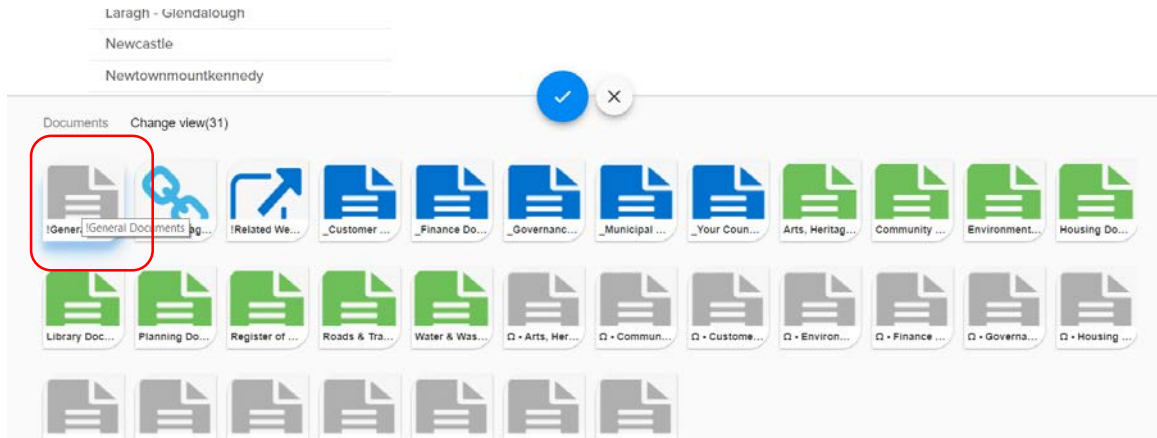 Laragh - Glendalough
Newcastle
Newtownmountkennedy
Documents Change view(31)
!Gener... !General Documents ag... !Related We... _Customer ... _Finance Do... _Governanc... _Municipal ... _Your Coun... Arts, Heritag... Community ... Environment... Housing Do...
Library Doc... Planning Do... Register of ... Roads & Tra... Water & Was... Ω • Arts, Her... Ω • Commun... Ω • Custome... Ω • Environ... Ω • Finance ... Ω • Governa... Ω • Housing ...